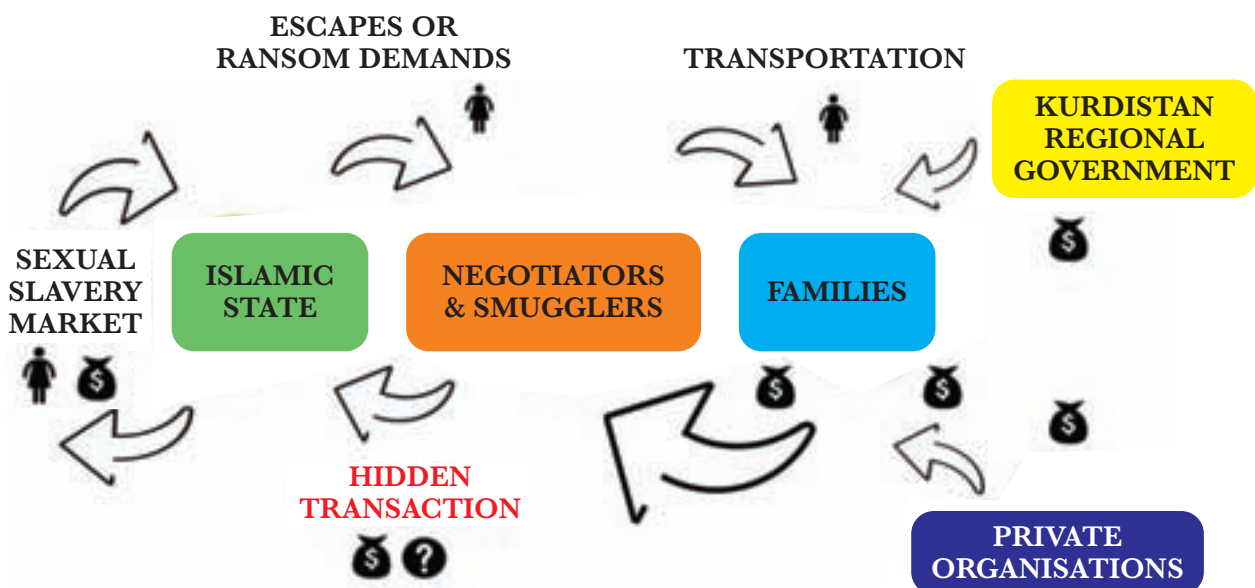 ESCAPES OR
RANSOM DEMANDS
TRANSPORTATION
KURDISTAN
REGIONAL
GOVERNMENT
SEXUAL
SLAVERY
MARKET
ISLAMIC
STATE
NEGOTIATORS
& SMUGGLERS
FAMILIES
$
$
$
$
$
HIDDEN
TRANSACTION
$ ?
PRIVATE
ORGANISATIONS